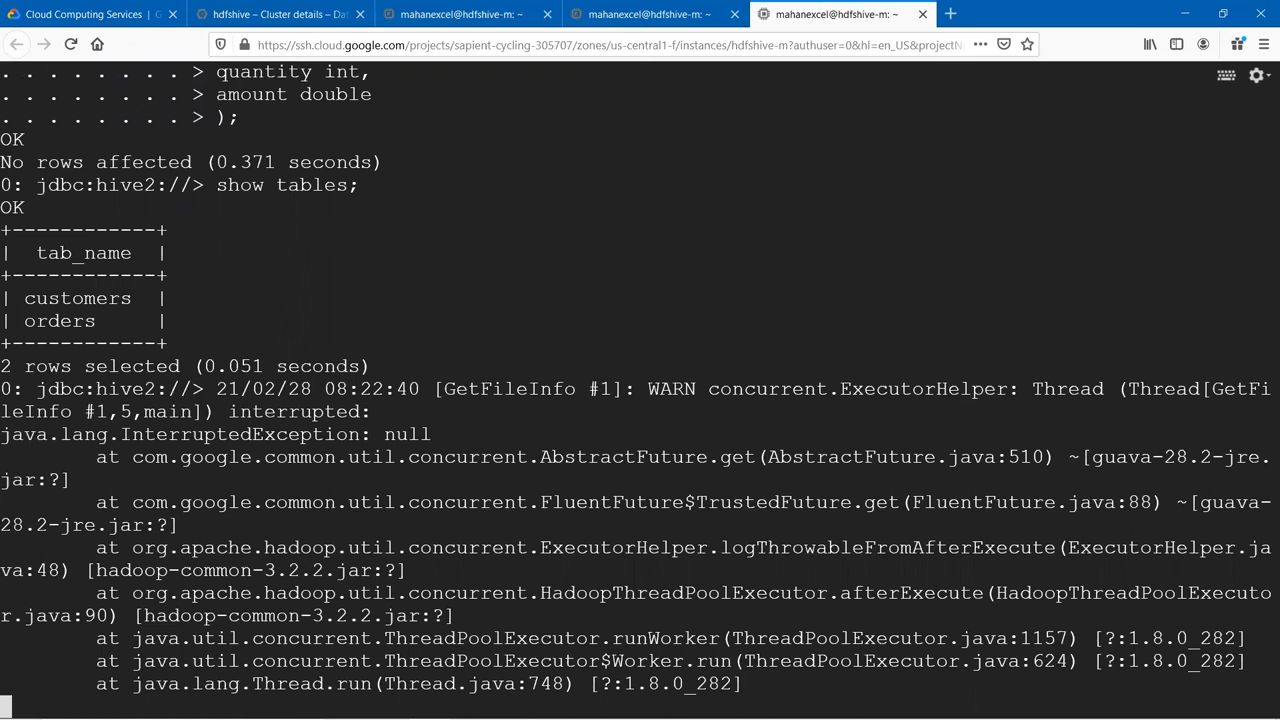 Cloud Computing Services | G
hdfshive – Cluster details – Dat
mahanexcel@hdfshive-m: ~
mahanexcel@hdfshive-m: ~
mahanexcel@hdfshive-m: ~
https://ssh.cloud.google.com/projects/sapient-cycling-305707/zones/us-central1-f/instances/hdfshive-m?authuser=0&hl=en_US&projectN
. . . . . . . . > quantity int,
. . . . . . . . > amount double
. . . . . . . . > );
OK
No rows affected (0.371 seconds)
0: jdbc:hive2://> show tables;
OK
+------------+
|  tab_name  |
+------------+
| customers  |
| orders     |
+------------+
2 rows selected (0.051 seconds)
0: jdbc:hive2://> 21/02/28 08:22:40 [GetFileInfo #1]: WARN concurrent.ExecutorHelper: Thread (Thread[GetFi
leInfo #1,5,main]) interrupted:
java.lang.InterruptedException: null
        at com.google.common.util.concurrent.AbstractFuture.get(AbstractFuture.java:510) ~[guava-28.2-jre.
jar:?]
        at com.google.common.util.concurrent.FluentFuture$TrustedFuture.get(FluentFuture.java:88) ~[guava-
28.2-jre.jar:?]
        at org.apache.hadoop.util.concurrent.ExecutorHelper.logThrowableFromAfterExecute(ExecutorHelper.ja
va:48) [hadoop-common-3.2.2.jar:?]
        at org.apache.hadoop.util.concurrent.HadoopThreadPoolExecutor.afterExecute(HadoopThreadPoolExecuto
r.java:90) [hadoop-common-3.2.2.jar:?]
        at java.util.concurrent.ThreadPoolExecutor.runWorker(ThreadPoolExecutor.java:1157) [?:1.8.0_282]
        at java.util.concurrent.ThreadPoolExecutor$Worker.run(ThreadPoolExecutor.java:624) [?:1.8.0_282]
        at java.lang.Thread.run(Thread.java:748) [?:1.8.0_282]